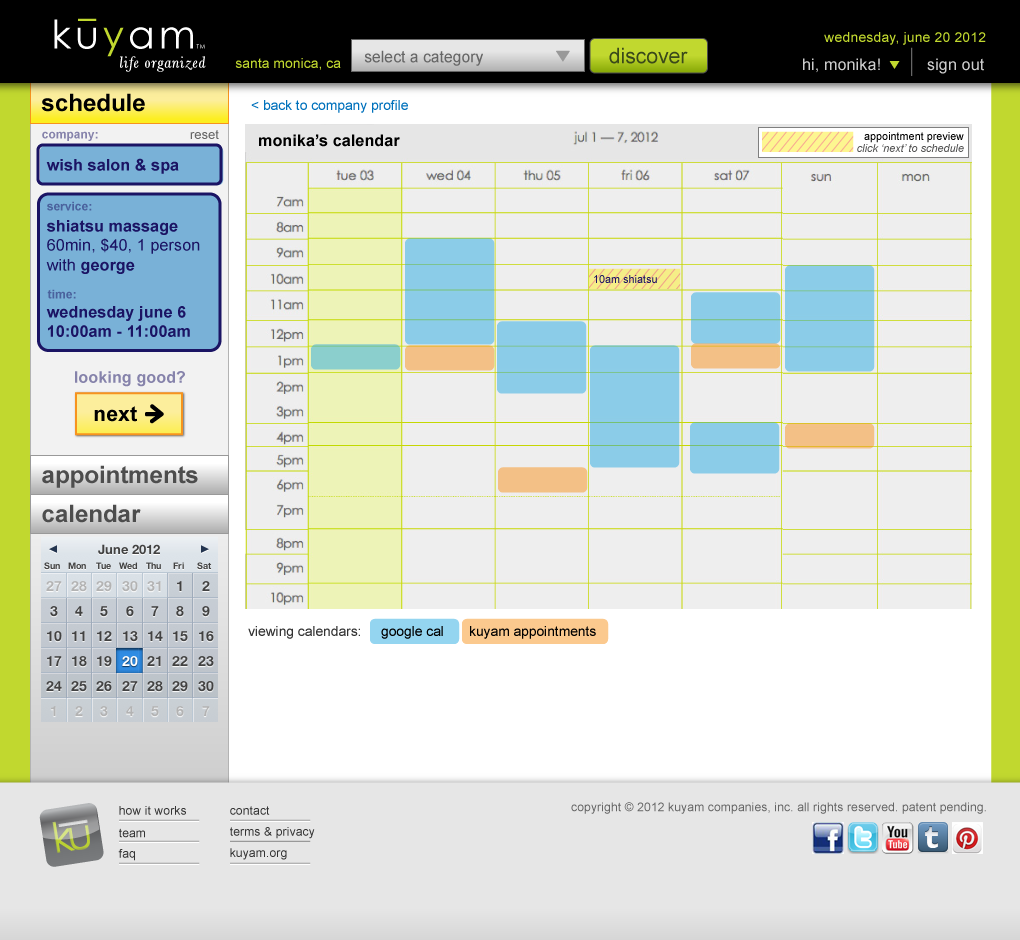 kūyam™
life organized
santa monica, ca
select a category
discover
wednesday, june 20 2012
hi, monika!
sign out
schedule
company:
reset
wish salon & spa
service:
shiatsu massage
60min, $40, 1 person
with george
time:
wednesday june 6
10:00am - 11:00am
looking good?
next
appointments
calendar
June 2012
Sun Mon Tue Wed Thu Fri Sat
27 28 29 30 31 1 2
3 4 5 6 7 8 9
10 11 12 13 14 15 16
17 18 19 20 21 22 23
24 25 26 27 28 29 30
1 2 3 4 5 6 7
< back to company profile
monika's calendar
jul 1 — 7, 2012
appointment preview
click 'next' to schedule
tue 03 wed 04 thu 05 fri 06 sat 07 sun mon
7am
8am
9am
10am
10am shiatsu
11am
12pm
1pm
2pm
3pm
4pm
5pm
6pm
7pm
8pm
9pm
10pm
viewing calendars:
google cal
kuyam appointments
kū
how it works
team
faq
contact
terms & privacy
kuyam.org
copyright © 2012 kuyam companies, inc. all rights reserved. patent pending.
f
t
You
Tube
t
p